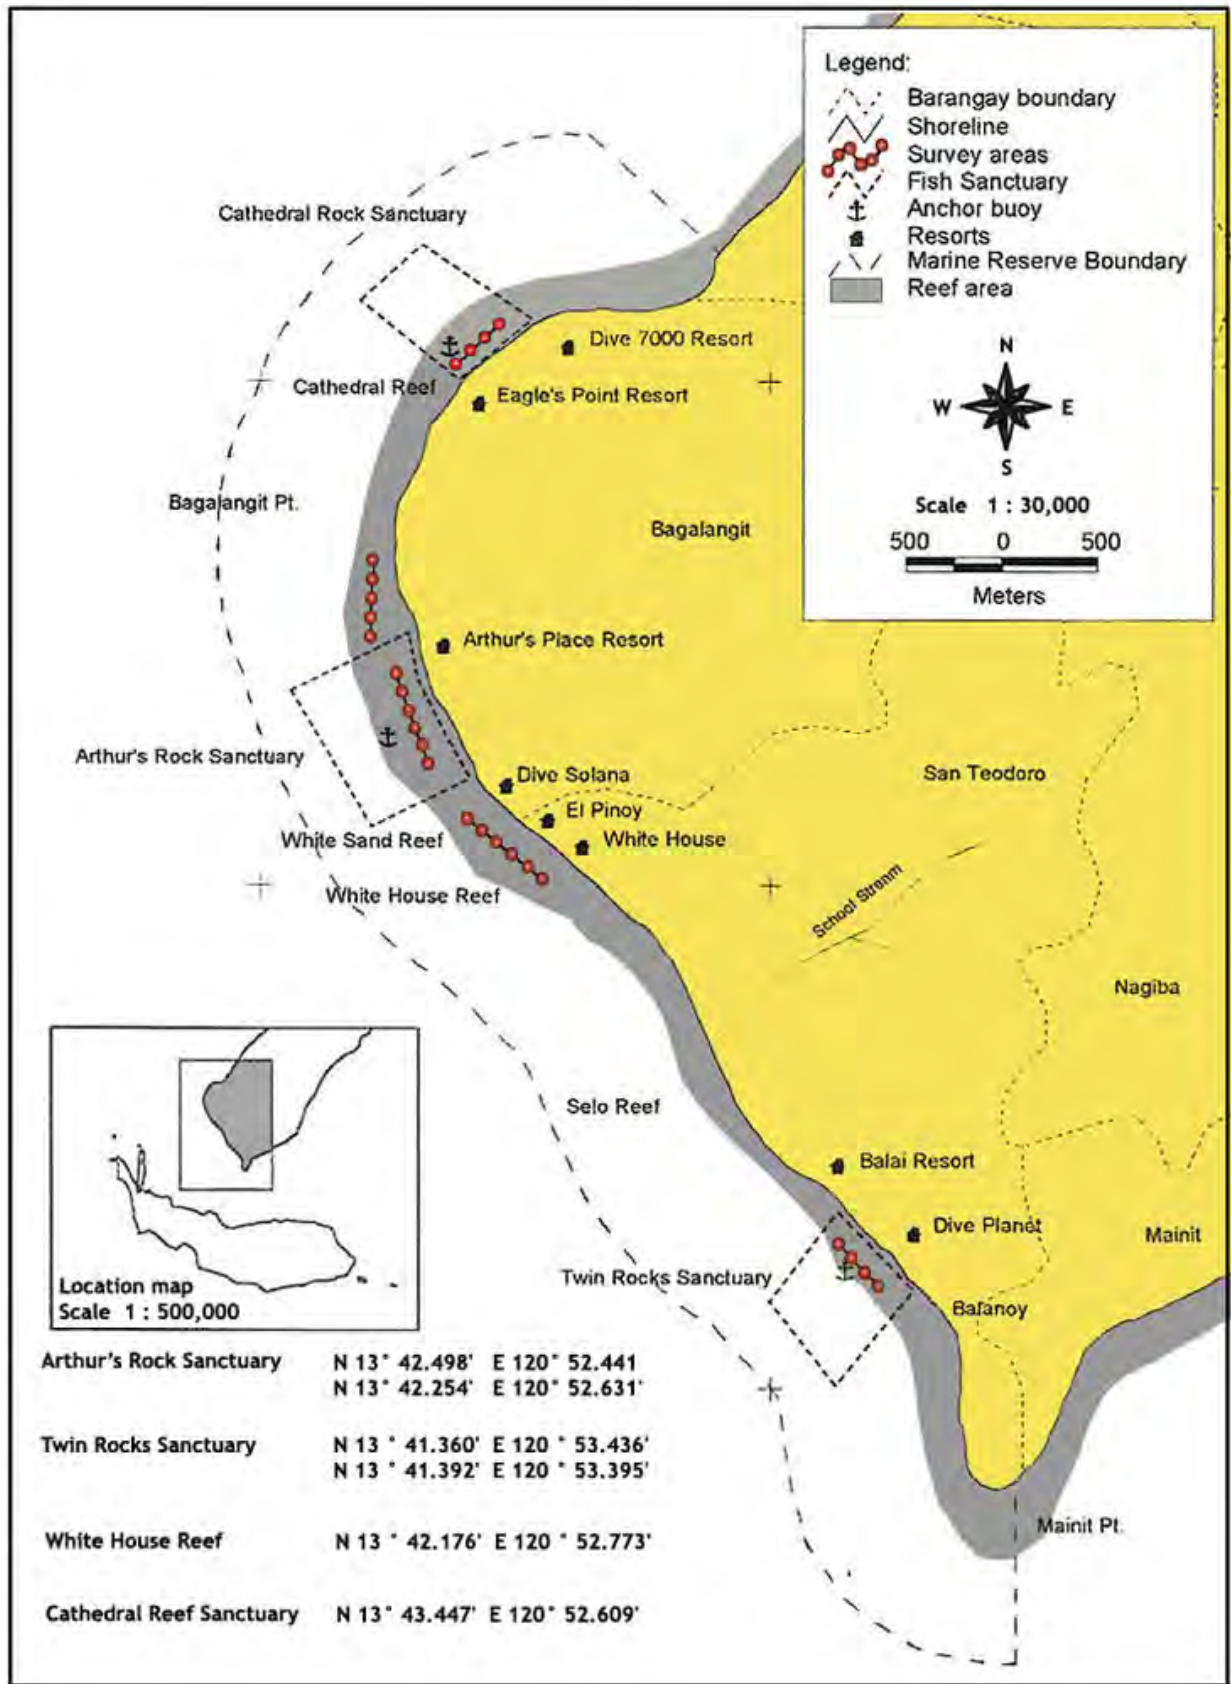 Legend:
Barangay boundary
Shoreline
Survey areas
Fish Sanctuary
Anchor buoy
Resorts
Marine Reserve Boundary
Reef area
N
W E
S
Scale 1 : 30,000
500 0 500
Meters
Cathedral Rock Sanctuary
Dive 7000 Resort
Cathedral Reef
Eagle's Point Resort
Bagalangit Pt.
Bagalangit
Arthur's Place Resort
Arthur's Rock Sanctuary
Dive Solana
San Teodoro
El Pinoy
White Sand Reef
White House
White House Reef
School Stronm
Nagiba
Selo Reef
Balai Resort
Dive Planet
Mainit
Twin Rocks Sanctuary
Balanoy
Mainit Pt.
Location map
Scale 1 : 500,000
Arthur's Rock Sanctuary N 13° 42.498' E 120° 52.441
N 13° 42.254' E 120° 52.631'
Twin Rocks Sanctuary N 13 ° 41.360' E 120 ° 53.436'
N 13 ° 41.392' E 120 ° 53.395'
White House Reef N 13 ° 42.176' E 120 ° 52.773'
Cathedral Reef Sanctuary N 13° 43.447' E 120° 52.609'